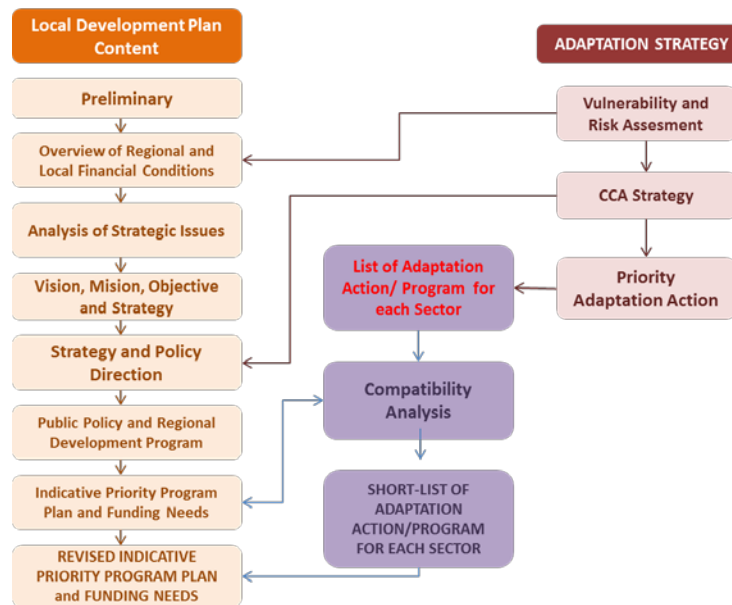 Local Development Plan
Content
Preliminary
Overview of Regional and
Local Financial Conditions
Analysis of Strategic Issues
Vision, Mision, Objective
and Strategy
Strategy and Policy
Direction
Public Policy and Regional
Development Program
Indicative Priority Program
Plan and Funding Needs
REVISED INDICATIVE
PRIORITY PROGRAM PLAN
and FUNDING NEEDS
List of Adaptation
Action/ Program for
each Sector
Compatibility
Analysis
SHORT-LIST OF
ADAPTATION
ACTION/PROGRAM
FOR EACH SECTOR
ADAPTATION STRATEGY
Vulnerability and
Risk Assesment
CCA Strategy
Priority
Adaptation Action